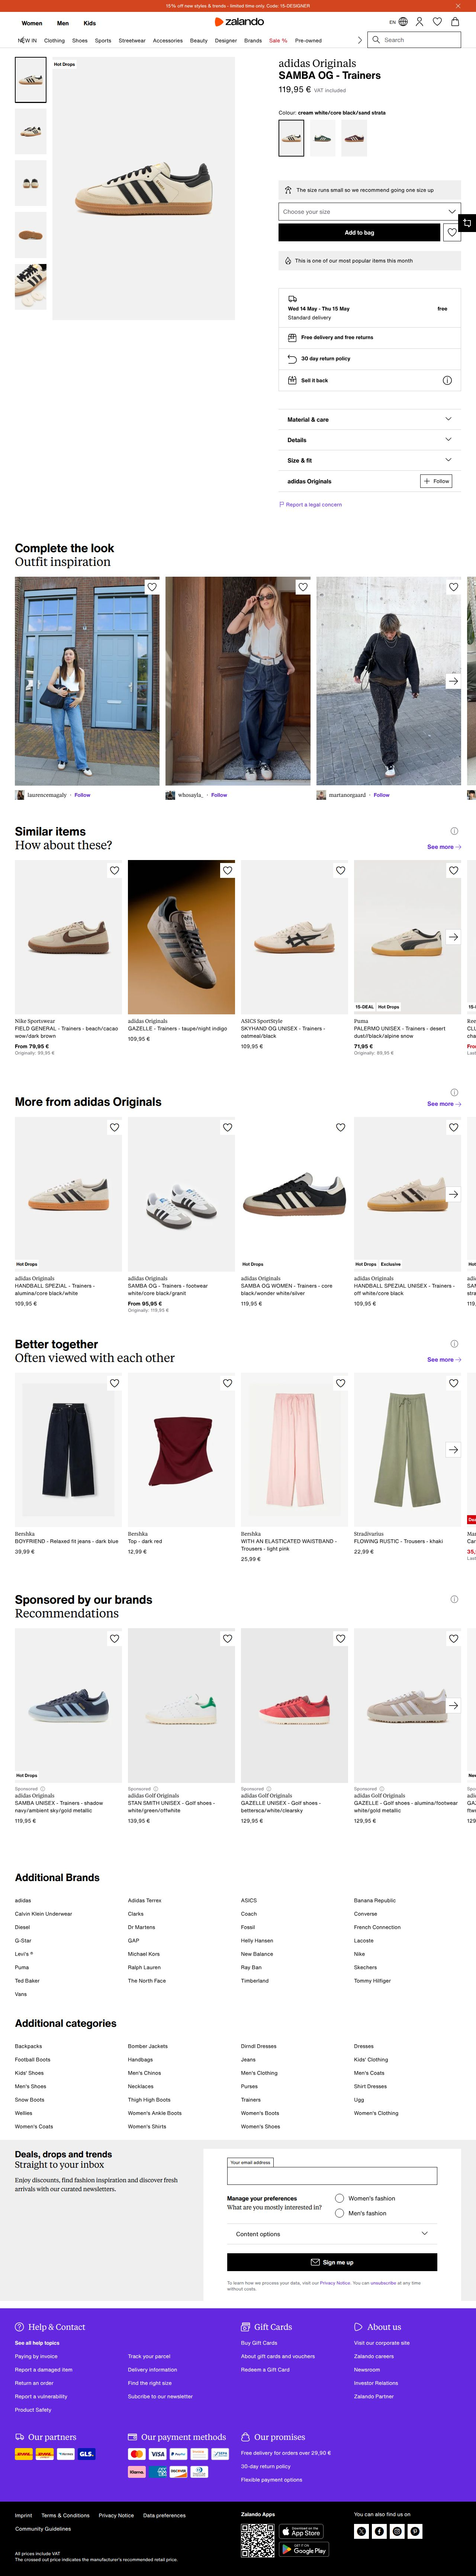 15% off new styles & trends - limited time only. Code: 15-DESIGNER
Women Men Kids
zalando
EN
NEW IN Clothing Shoes Sports Streetwear Accessories Beauty Designer Brands Sale % Pre-owned
Search
Hot Drops
adidas Originals
SAMBA OG - Trainers
119,95 € VAT included
Colour: cream white/core black/sand strata
The size runs small so we recommend going one size up
Choose your size
Add to bag
This is one of our most popular items this month
Wed 14 May - Thu 15 May free
Standard delivery
Free delivery and free returns
30 day return policy
Sell it back
Material & care
Details
Size & fit
adidas Originals
Follow
Report a legal concern
Complete the look
Outfit inspiration
laurencemagaly · Follow
whosayla_ · Follow
martanorgaard · Follow
Similar items
How about these?
See more
Nike Sportswear
FIELD GENERAL - Trainers - beach/cacao
wow/dark brown
From 79,95 €
Originally: 99,95 €
adidas Originals
GAZELLE - Trainers - taupe/night indigo
109,95 €
ASICS SportStyle
SKYHAND OG UNISEX - Trainers -
oatmeal/black
109,95 €
15-DEAL Hot Drops
Puma
PALERMO UNISEX - Trainers - desert
dust//black/alpine snow
71,95 €
Originally: 89,95 €
More from adidas Originals
See more
Hot Drops
adidas Originals
HANDBALL SPEZIAL - Trainers -
alumina/core black/white
109,95 €
adidas Originals
SAMBA OG - Trainers - footwear
white/core black/granit
From 95,95 €
Originally: 119,95 €
Hot Drops
adidas Originals
SAMBA OG WOMEN - Trainers - core
black/wonder white/silver
119,95 €
Hot Drops Exclusive
adidas Originals
HANDBALL SPEZIAL UNISEX - Trainers -
off white/core black
109,95 €
Better together
Often viewed with each other
See more
Bershka
BOYFRIEND - Relaxed fit jeans - dark blue
39,99 €
Bershka
Top - dark red
12,99 €
Bershka
WITH AN ELASTICATED WAISTBAND -
Trousers - light pink
25,99 €
Stradivarius
FLOWING RUSTIC - Trousers - khaki
22,99 €
Sponsored by our brands
Recommendations
Hot Drops
Sponsored
adidas Originals
SAMBA UNISEX - Trainers - shadow
navy/ambient sky/gold metallic
119,95 €
Sponsored
adidas Golf Originals
STAN SMITH UNISEX - Golf shoes -
white/green/offwhite
139,95 €
Sponsored
adidas Golf Originals
GAZELLE UNISEX - Golf shoes -
bettersca/white/clearsky
129,95 €
Sponsored
adidas Golf Originals
GAZELLE - Golf shoes - alumina/footwear
white/gold metallic
129,95 €
Additional Brands
adidas Adidas Terrex ASICS Banana Republic
Calvin Klein Underwear Clarks Coach Converse
Diesel Dr Martens Fossil French Connection
G-Star GAP Helly Hansen Lacoste
Levi's ® Michael Kors New Balance Nike
Puma Ralph Lauren Ray Ban Skechers
Ted Baker The North Face Timberland Tommy Hilfiger
Vans
Additional categories
Backpacks Bomber Jackets Dirndl Dresses Dresses
Football Boots Handbags Jeans Kids' Clothing
Kids' Shoes Men's Chinos Men's Clothing Men's Coats
Men's Shoes Necklaces Purses Shirt Dresses
Snow Boots Thigh High Boots Trainers Ugg
Wellies Women's Ankle Boots Women's Boots Women's Clothing
Women's Coats Women's Shirts Women's Shoes
Deals, drops and trends
Straight to your inbox
Enjoy discounts, find fashion inspiration and discover fresh
arrivals with our curated newsletters.
Your email address
Manage your preferences
What are you mostly interested in?
Women's fashion
Men's fashion
Content options
Sign me up
To learn how we process your data, visit our Privacy Notice. You can unsubscribe at any time
without costs.
Help & Contact
See all help topics
Paying by invoice Track your parcel
Report a damaged item Delivery information
Return an order Find the right size
Report a vulnerability Subcribe to our newsletter
Product Safety
Gift Cards
Buy Gift Cards
About gift cards and vouchers
Redeem a Gift Card
About us
Visit our corporate site
Zalando careers
Newsroom
Investor Relations
Zalando Partner
Our partners
GLS.
Our payment methods
VISA PayPal
Klarna DISCOVER
Our promises
Free delivery for orders over 29,90 €
30-day return policy
Flexible payment options
Imprint Terms & Conditions Privacy Notice Data preferences
Community Guidelines
Zalando Apps
Download on the
App Store
GET IT ON
Google Play
You can also find us on
All prices include VAT
The crossed out price indicates the manufacturer's recommended retail price.